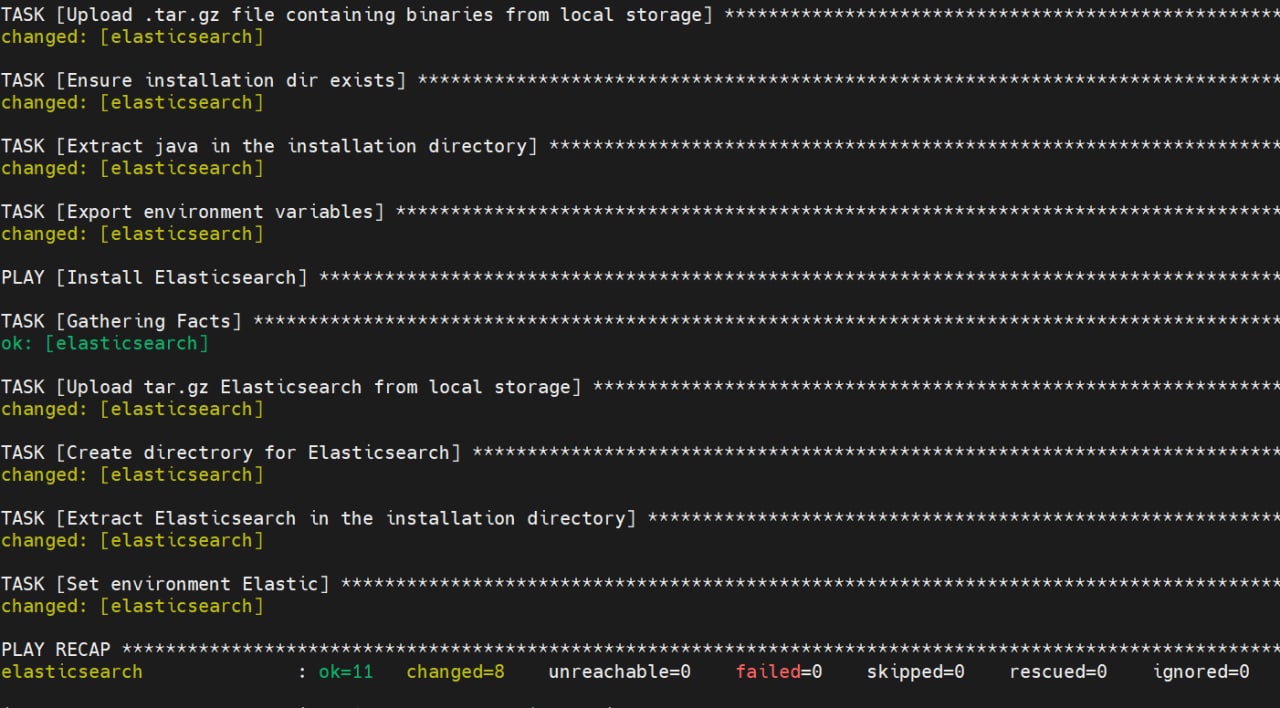 TASK [Upload .tar.gz file containing binaries from local storage] ***************************************************
changed: [elasticsearch]
TASK [Ensure installation dir exists] *******************************************************************************
changed: [elasticsearch]
TASK [Extract java in the installation directory] *******************************************************************
changed: [elasticsearch]
TASK [Export environment variables] *********************************************************************************
changed: [elasticsearch]
PLAY [Install Elasticsearch] ****************************************************************************************
TASK [Gathering Facts] **********************************************************************************************
ok: [elasticsearch]
TASK [Upload tar.gz Elasticsearch from local storage] ***************************************************************
changed: [elasticsearch]
TASK [Create directrory for Elasticsearch] **************************************************************************
changed: [elasticsearch]
TASK [Extract Elasticsearch in the installation directory] **********************************************************
changed: [elasticsearch]
TASK [Set environment Elastic] **************************************************************************************
changed: [elasticsearch]
PLAY RECAP **********************************************************************************************************
elasticsearch : ok=11 changed=8 unreachable=0 failed=0 skipped=0 rescued=0 ignored=0